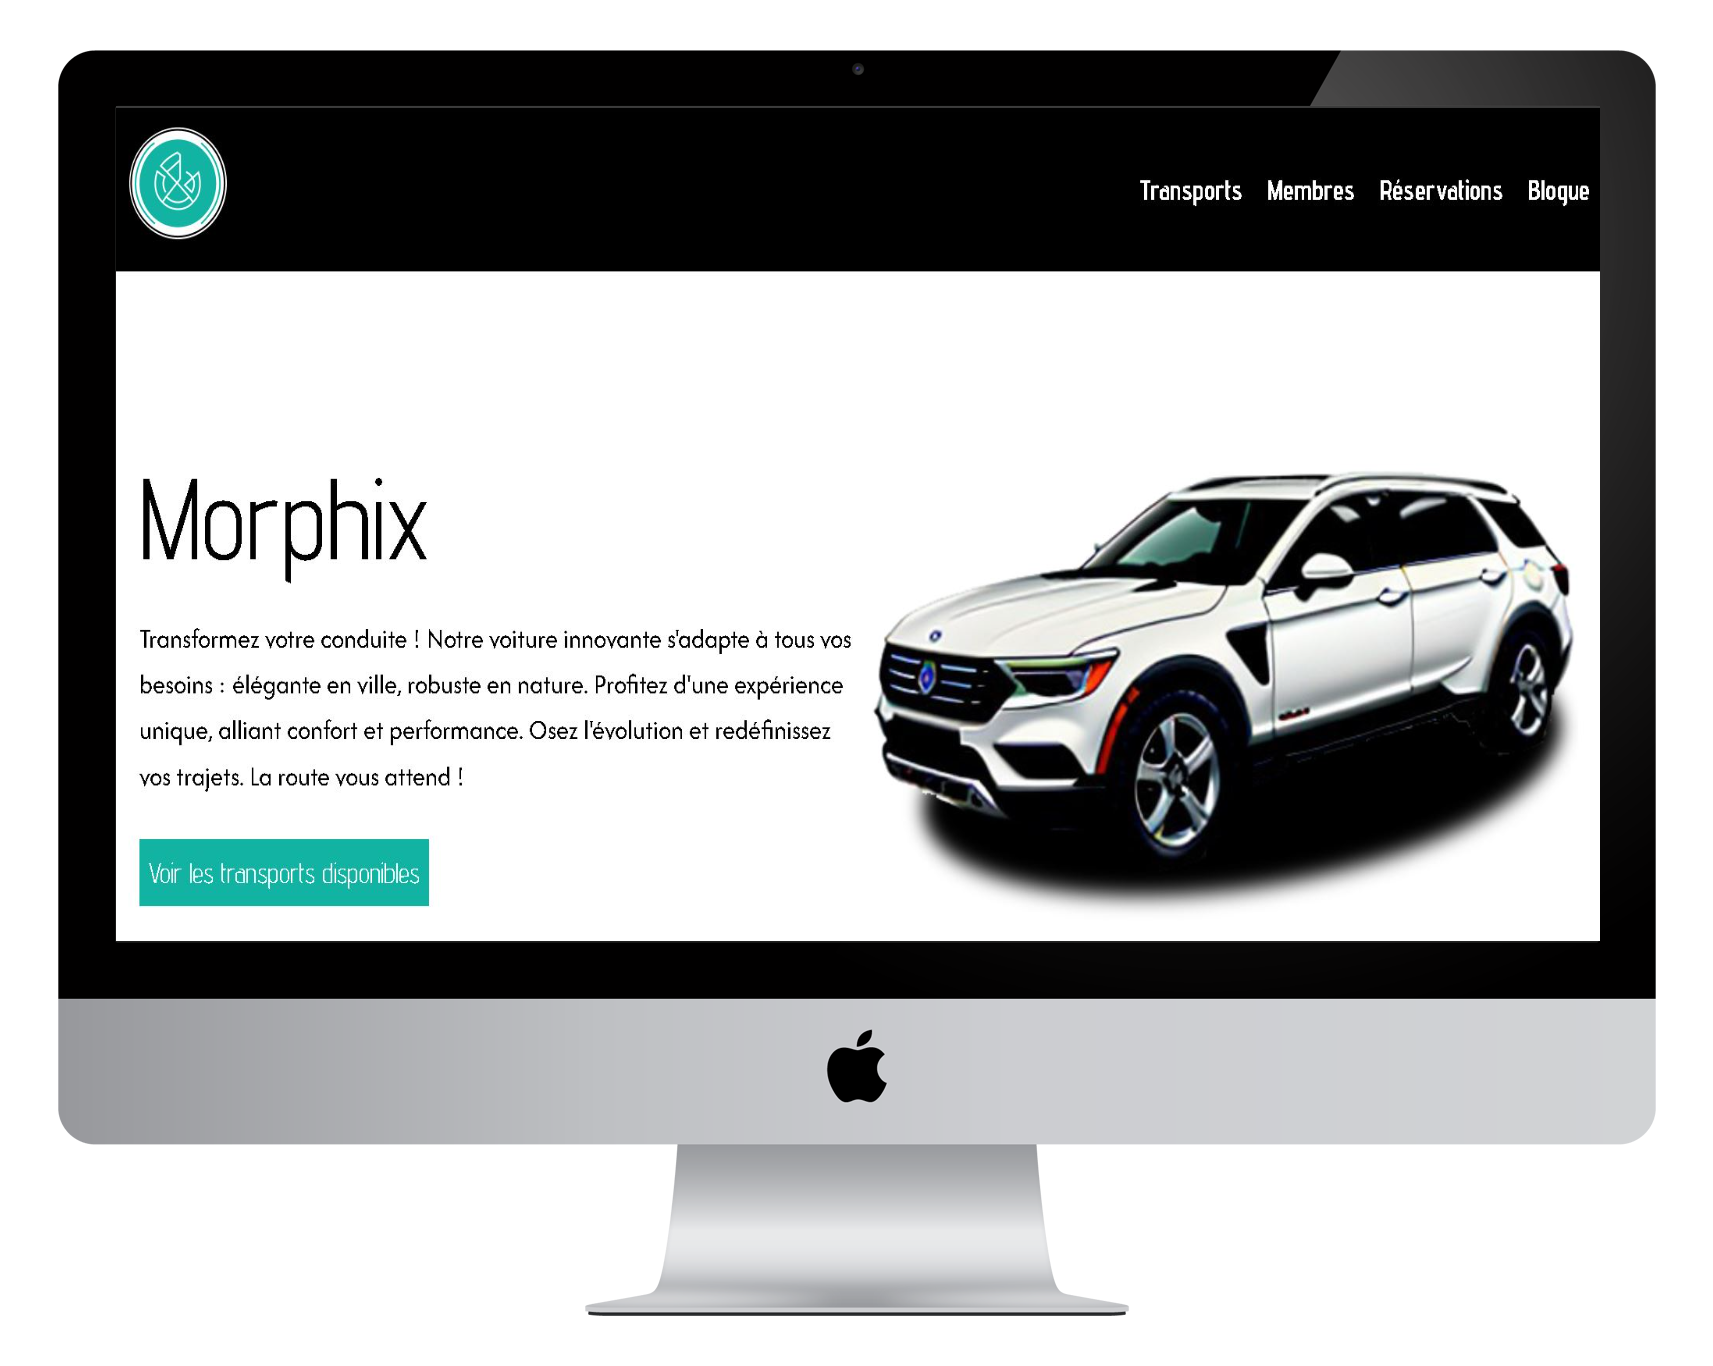 Transports Membres Réservations Blogue
Morphix
Transformez votre conduite ! Notre voiture innovante s'adapte à tous vos
besoins : élégante en ville, robuste en nature. Profitez d'une expérience
unique, alliant confort et performance. Osez l'évolution et redéfinissez
vos trajets. La route vous attend !
Voir les transports disponibles